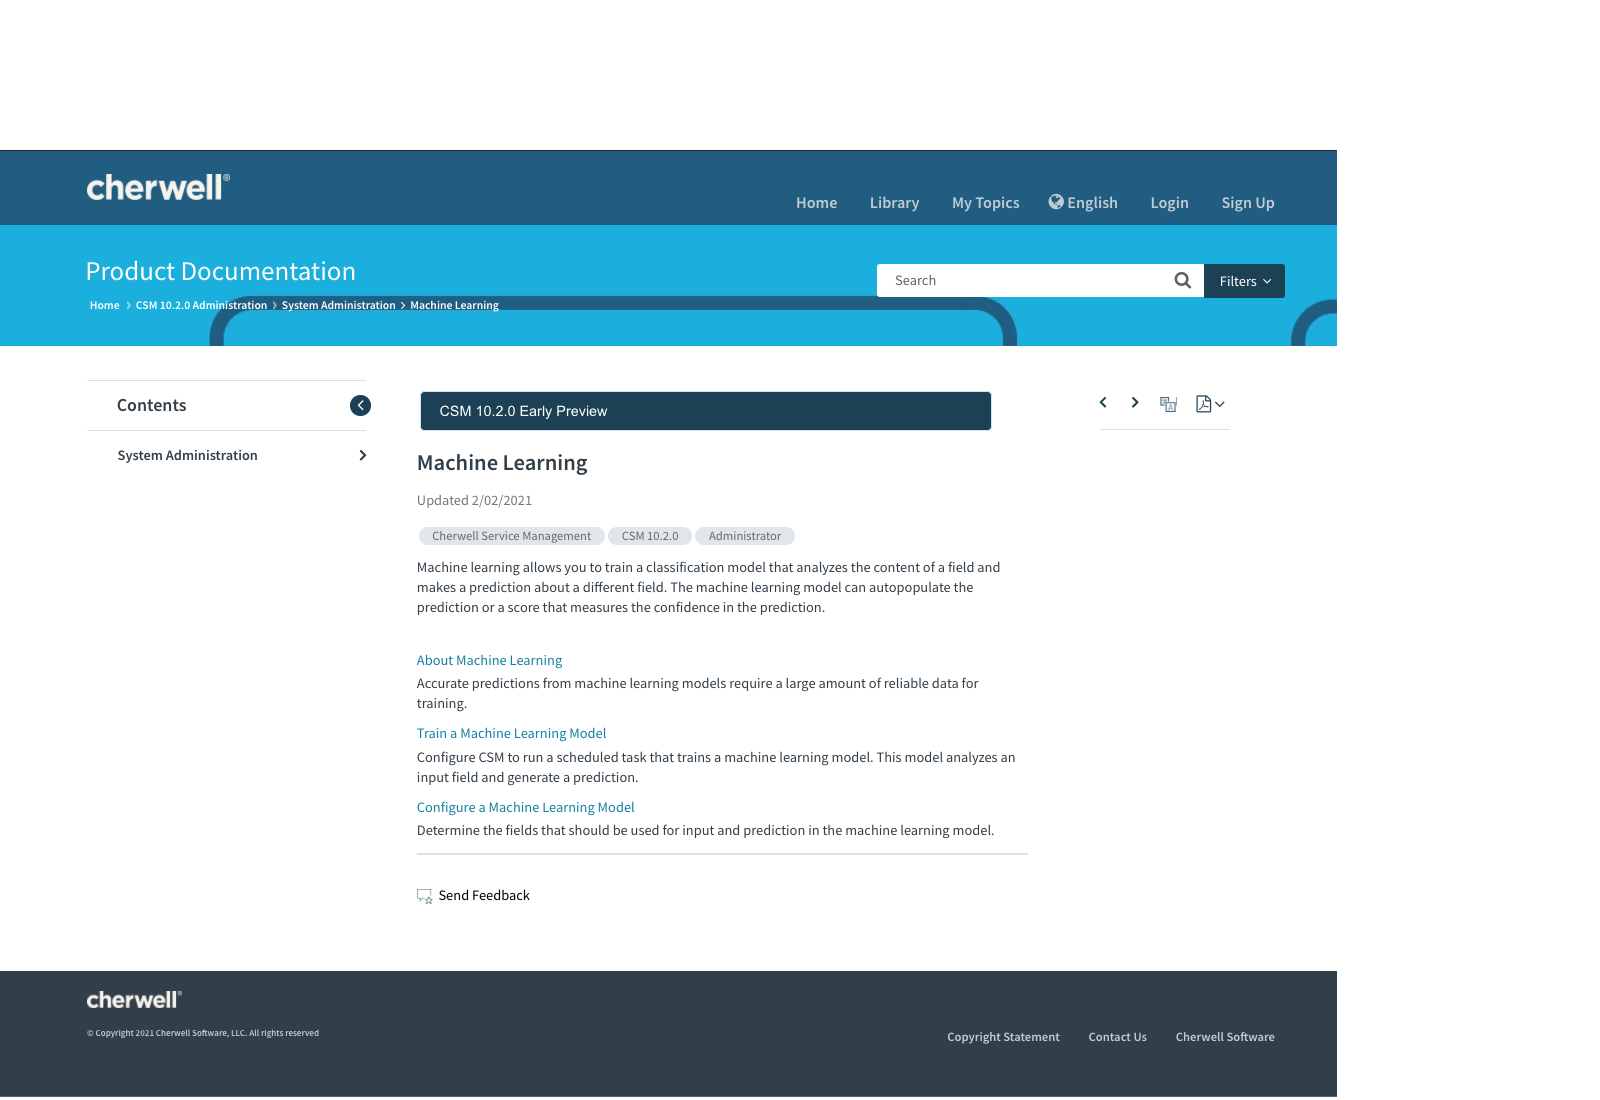 cherwell®
Home Library My Topics English Login Sign Up
Product Documentation
Search
Filters
Home > CSM 10.2.0 Administration > System Administration > Machine Learning
Contents
System Administration
CSM 10.2.0 Early Preview
Machine Learning
Updated 2/02/2021
Cherwell Service Management CSM 10.2.0 Administrator
Machine learning allows you to train a classification model that analyzes the content of a field and
makes a prediction about a different field. The machine learning model can autopopulate the
prediction or a score that measures the confidence in the prediction.
About Machine Learning
Accurate predictions from machine learning models require a large amount of reliable data for
training.
Train a Machine Learning Model
Configure CSM to run a scheduled task that trains a machine learning model. This model analyzes an
input field and generate a prediction.
Configure a Machine Learning Model
Determine the fields that should be used for input and prediction in the machine learning model.
Send Feedback
cherwell®
© Copyright 2021 Cherwell Software, LLC. All rights reserved
Copyright Statement Contact Us Cherwell Software